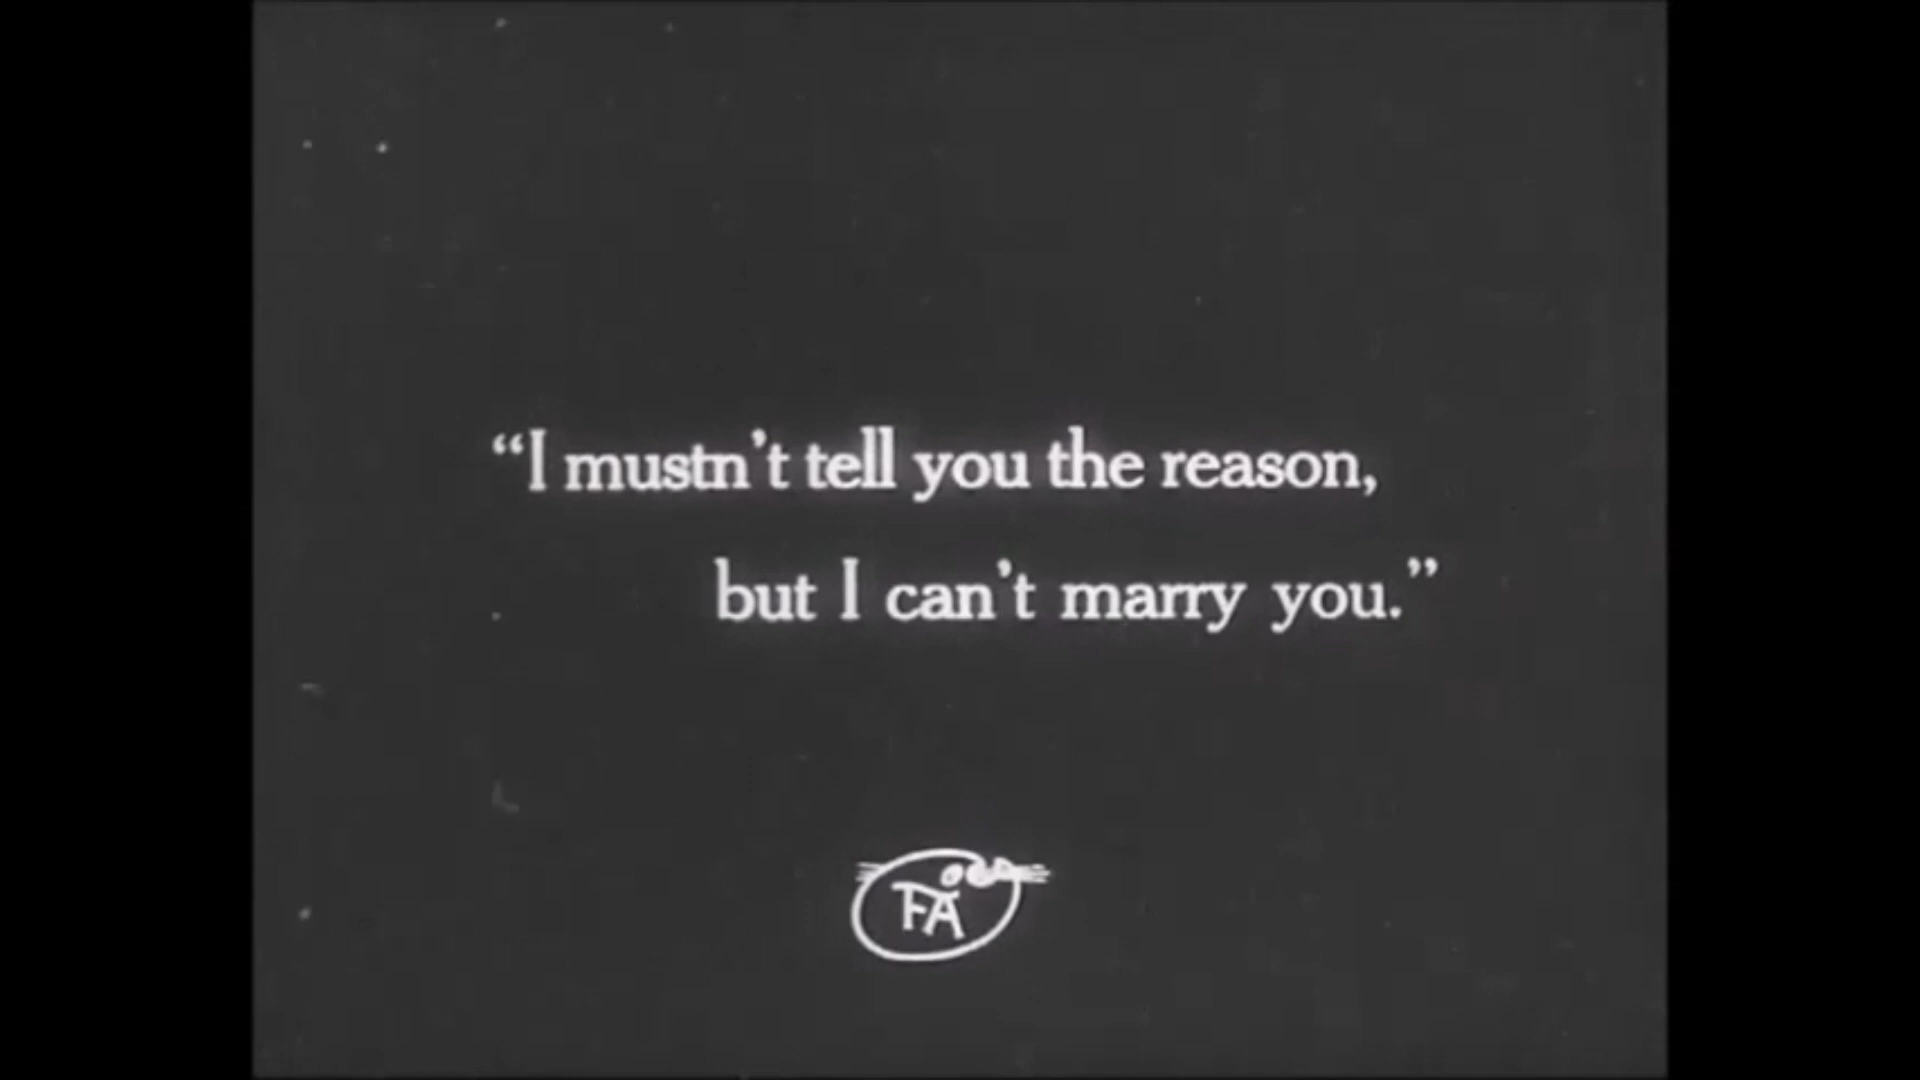 “I mustn’t tell you the reason,
but I can’t marry you.”
FA